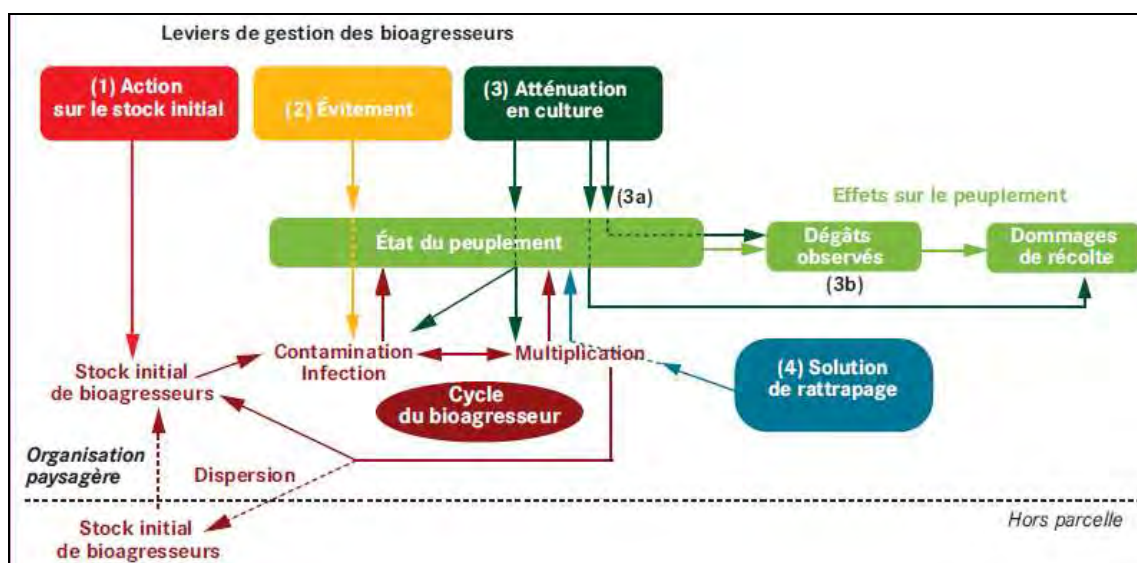 Leviers de gestion des bioagresseurs
(1) Action
sur le stock initial
(2) Évitement
(3) Atténuation
en culture
(3a)
Effets sur le peuplement
État du peuplement
Dégâts
observés
Dommages
de récolte
(3b)
Contamination
Infection
Multiplication
Stock initial
de bioagresseurs
(4) Solution
de rattrapage
Cycle
du bioagresseur
Organisation
paysagère
Dispersion
Stock initial
de bioagresseurs
Hors parcelle